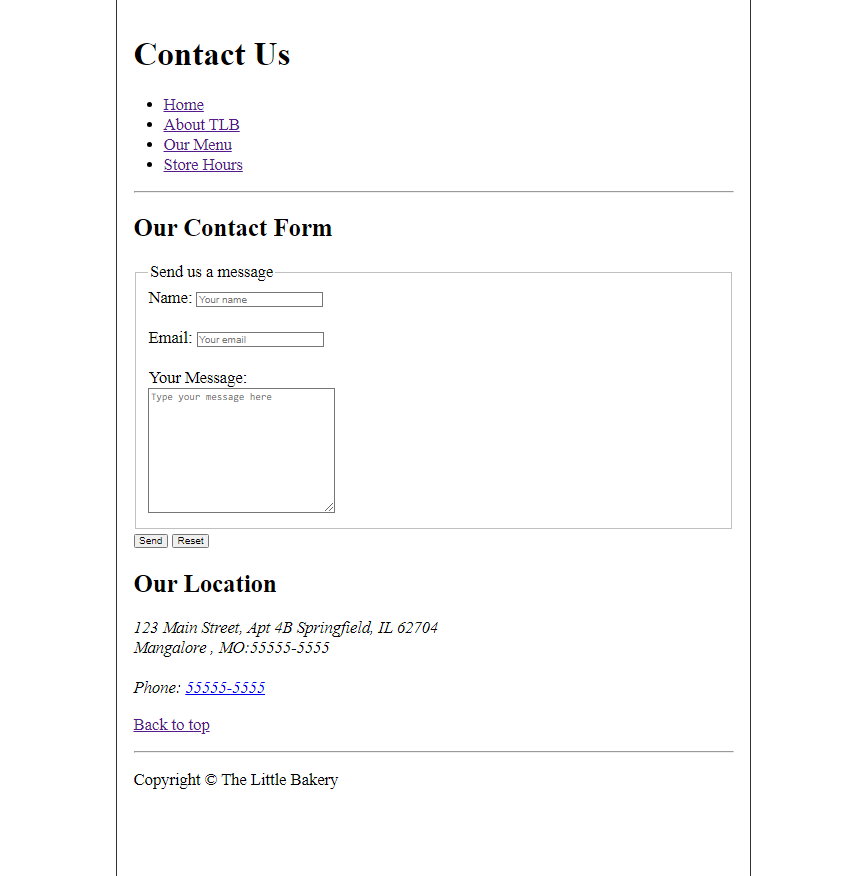 Contact Us
Home
About TLB
Our Menu
Store Hours
Our Contact Form
Send us a message
Name: Your name
Email: Your email
Your Message:
Type your message here
Send Reset
Our Location
123 Main Street, Apt 4B Springfield, IL 62704
Mangalore , MO:55555-5555
Phone: 55555-5555
Back to top
Copyright © The Little Bakery